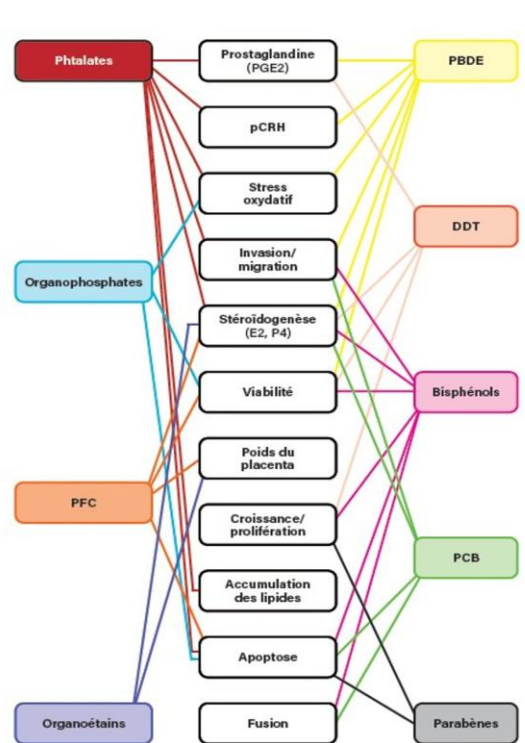 Phtalates
Prostaglandine
(PGE2)
PBDE
pCRH
Stress
oxydatif
DDT
Invasion/
migration
Organophosphates
Stéroïdogenèse
(E2, P4)
Viabilité
Bisphénols
Poids du
placenta
PFC
Croissance/
prolifération
PCB
Accumulation
des lipides
Apoptose
Organoétains
Fusion
Parabènes